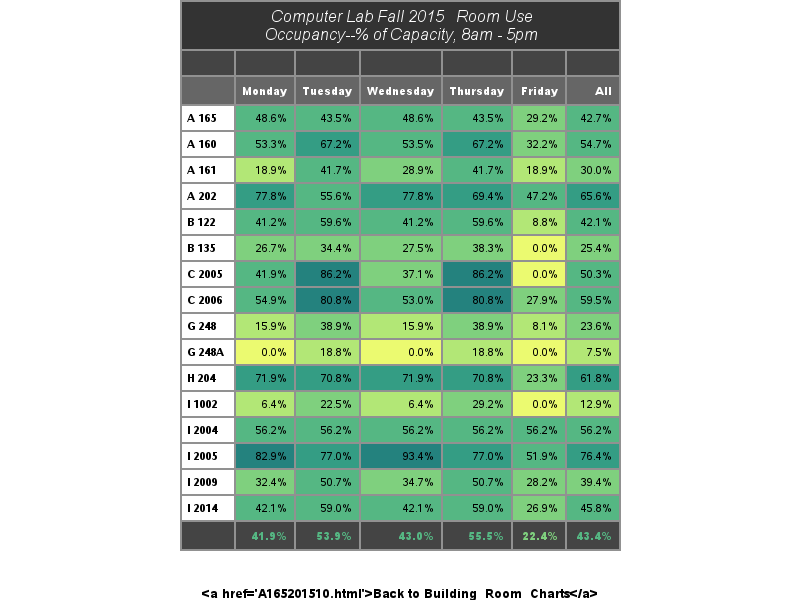 Computer Lab Fall 2015 Room Use
Occupancy--% of Capacity, 8am - 5pm
Monday Tuesday Wednesday Thursday Friday All
A 165 48.6% 43.5% 48.6% 43.5% 29.2% 42.7%
A 160 53.3% 67.2% 53.5% 67.2% 32.2% 54.7%
A 161 18.9% 41.7% 28.9% 41.7% 18.9% 30.0%
A 202 77.8% 55.6% 77.8% 69.4% 47.2% 65.6%
B 122 41.2% 59.6% 41.2% 59.6% 8.8% 42.1%
B 135 26.7% 34.4% 27.5% 38.3% 0.0% 25.4%
C 2005 41.9% 86.2% 37.1% 86.2% 0.0% 50.3%
C 2006 54.9% 80.8% 53.0% 80.8% 27.9% 59.5%
G 248 15.9% 38.9% 15.9% 38.9% 8.1% 23.6%
G 248A 0.0% 18.8% 0.0% 18.8% 0.0% 7.5%
H 204 71.9% 70.8% 71.9% 70.8% 23.3% 61.8%
I 1002 6.4% 22.5% 6.4% 29.2% 0.0% 12.9%
I 2004 56.2% 56.2% 56.2% 56.2% 56.2% 56.2%
I 2005 82.9% 77.0% 93.4% 77.0% 51.9% 76.4%
I 2009 32.4% 50.7% 34.7% 50.7% 28.2% 39.4%
I 2014 42.1% 59.0% 42.1% 59.0% 26.9% 45.8%
41.9% 53.9% 43.0% 55.5% 22.4% 43.4%
<a href='A165201510.html'>Back to Building Room Charts</a>